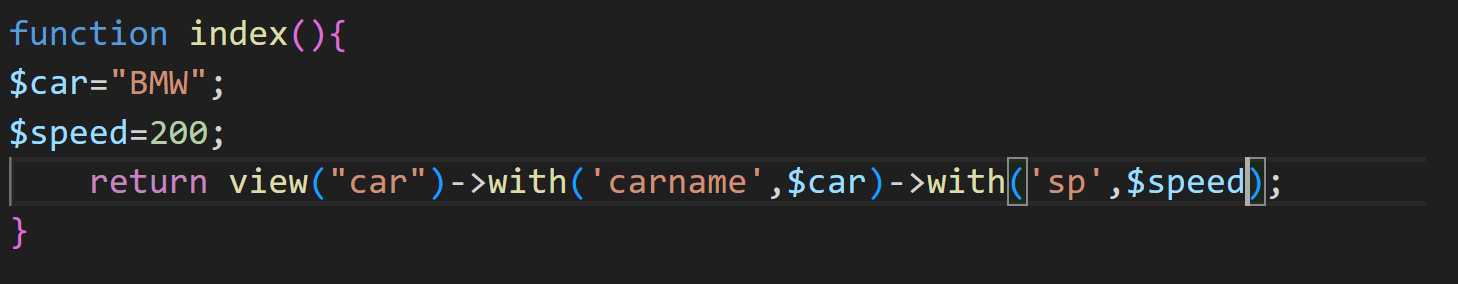 function index(){
$car="BMW";
$speed=200;
    return view("car")->with('carname',$car)->with('sp',$speed);
}